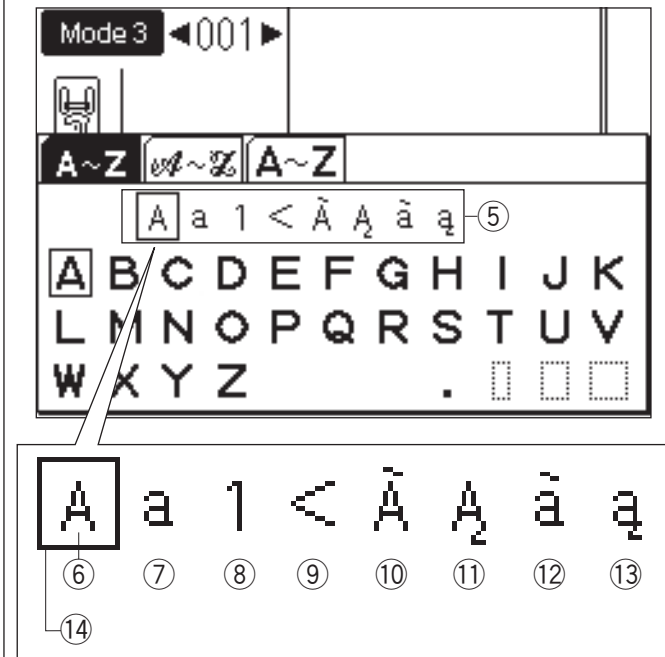 Mode 3 ◀001▶
A~Z 𝒜~𝒵 A~Z
A a 1 < Ã Ą ã ą ⑤
A B C D E F G H I J K
L M N O P Q R S T U V
W X Y Z .
A a 1 < Ã Ą ã ą
⑥ ⑦ ⑧ ⑨ ⑩ ⑪ ⑫ ⑬
⑭